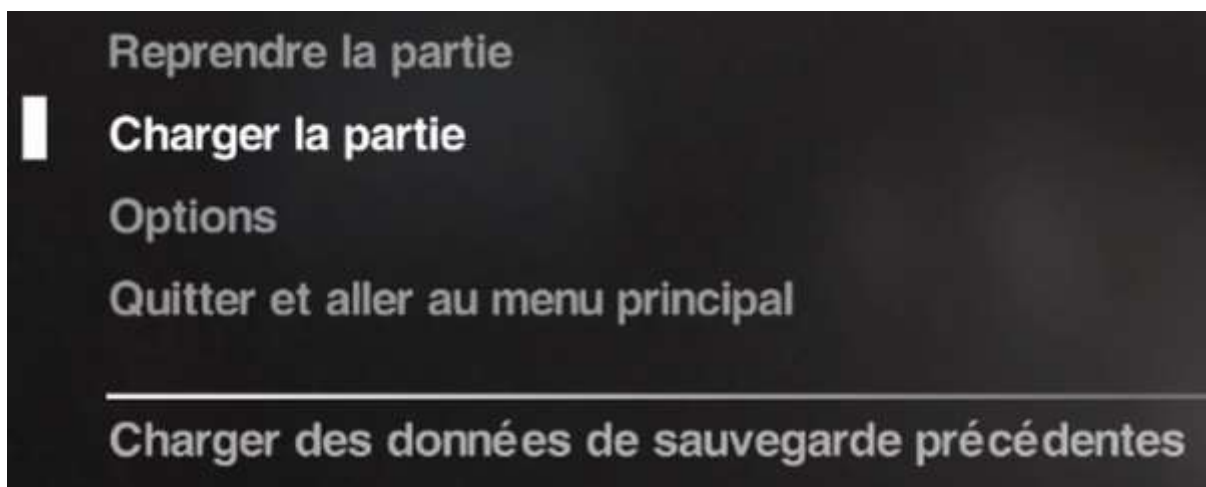 Reprendre la partie
Charger la partie
Options
Quitter et aller au menu principal
Charger des données de sauvegarde précédentes